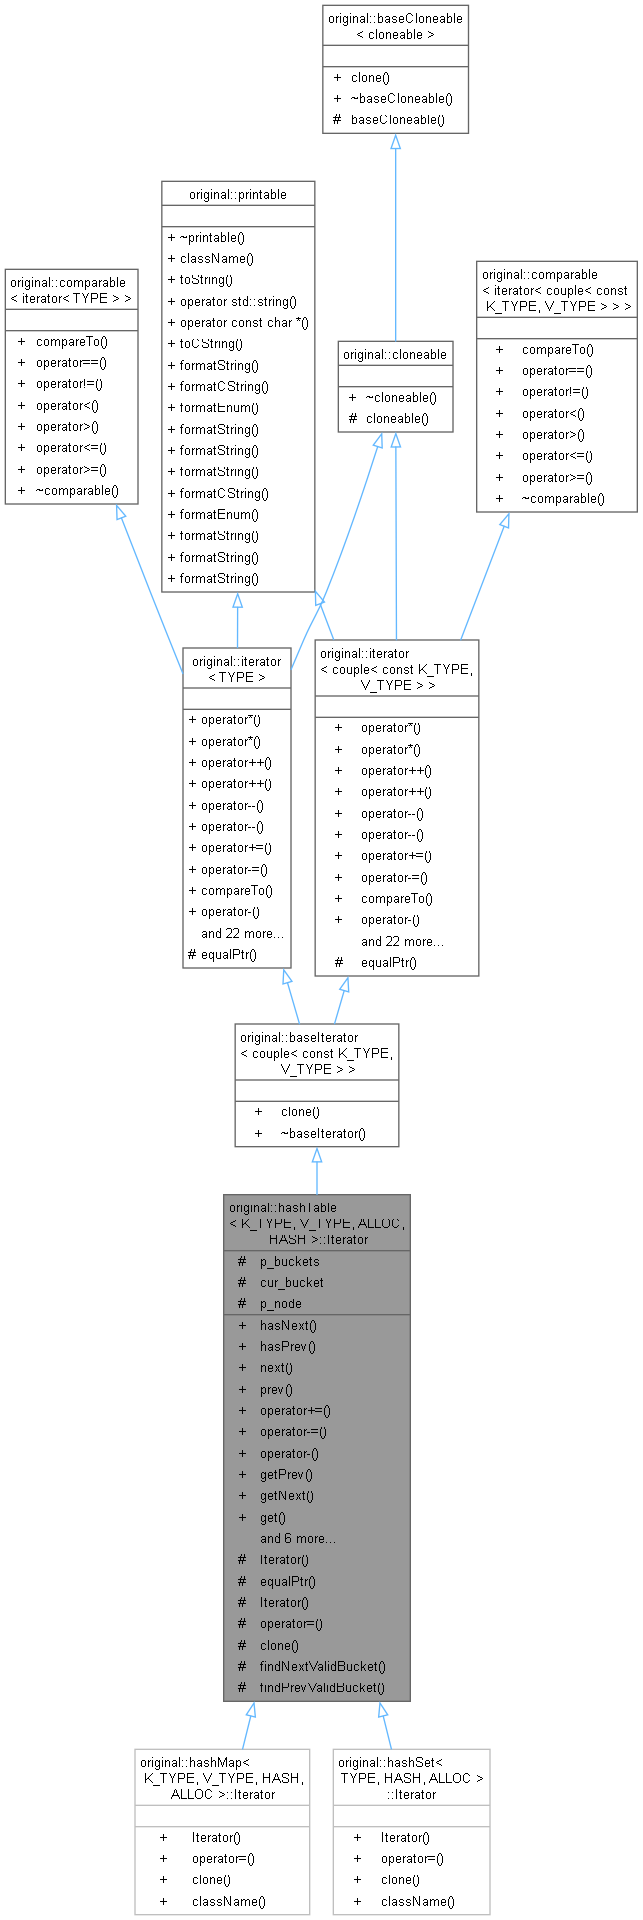 original::baseCloneable
< cloneable >
+ clone()
+ ~baseCloneable()
# baseCloneable()
original::printable
+ ~printable()
+ className()
+ toString()
+ operator std::string()
+ operator const char *()
+ toCString()
+ formatString()
+ formatCString()
+ formatEnum()
+ formatString()
+ formatString()
+ formatString()
+ formatCString()
+ formatEnum()
+ formatString()
+ formatString()
+ formatString()
original::comparable
< iterator< TYPE > >
+ compareTo()
+ operator==()
+ operator!=()
+ operator<()
+ operator>()
+ operator<=()
+ operator>=()
+ ~comparable()
original::cloneable
+ ~cloneable()
# cloneable()
original::comparable
< iterator< couple< const
K_TYPE, V_TYPE > > >
+ compareTo()
+ operator==()
+ operator!=()
+ operator<()
+ operator>()
+ operator<=()
+ operator>=()
+ ~comparable()
original::iterator
< TYPE >
+ operator*()
+ operator*()
+ operator++()
+ operator++()
+ operator--()
+ operator--()
+ operator+=()
+ operator-=()
+ compareTo()
+ operator-()
and 22 more...
# equalPtr()
original::iterator
< couple< const K_TYPE,
V_TYPE > >
+ operator*()
+ operator*()
+ operator++()
+ operator++()
+ operator--()
+ operator--()
+ operator+=()
+ operator-=()
+ compareTo()
+ operator-()
and 22 more...
# equalPtr()
original::baseIterator
< couple< const K_TYPE,
V_TYPE > >
+ clone()
+ ~baseIterator()
original::hashTable
< K_TYPE, V_TYPE, ALLOC,
HASH >::Iterator
# p_buckets
# cur_bucket
# p_node
+ hasNext()
+ hasPrev()
+ next()
+ prev()
+ operator+=()
+ operator-=()
+ operator-()
+ getPrev()
+ getNext()
+ get()
and 6 more...
# Iterator()
# equalPtr()
# Iterator()
# operator=()
# clone()
# findNextValidBucket()
# findPrevValidBucket()
original::hashMap<
K_TYPE, V_TYPE, HASH,
ALLOC >::Iterator
+ Iterator()
+ operator=()
+ clone()
+ className()
original::hashSet<
TYPE, HASH, ALLOC >
::Iterator
+ Iterator()
+ operator=()
+ clone()
+ className()